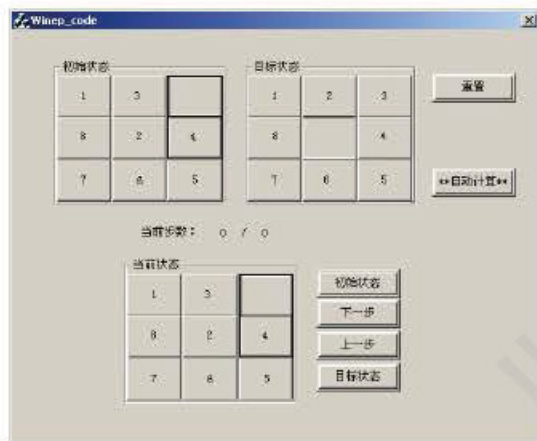 Winep_code
初始状态
目标状态
1 3
1 2 3
重置
8 2 4
8 4
7 6 5
7 6 5
**自动计算**
当前步数： 0 / 0
当前状态
1 3
初始状态
下一步
8 2 4
上一步
7 6 5
目标状态